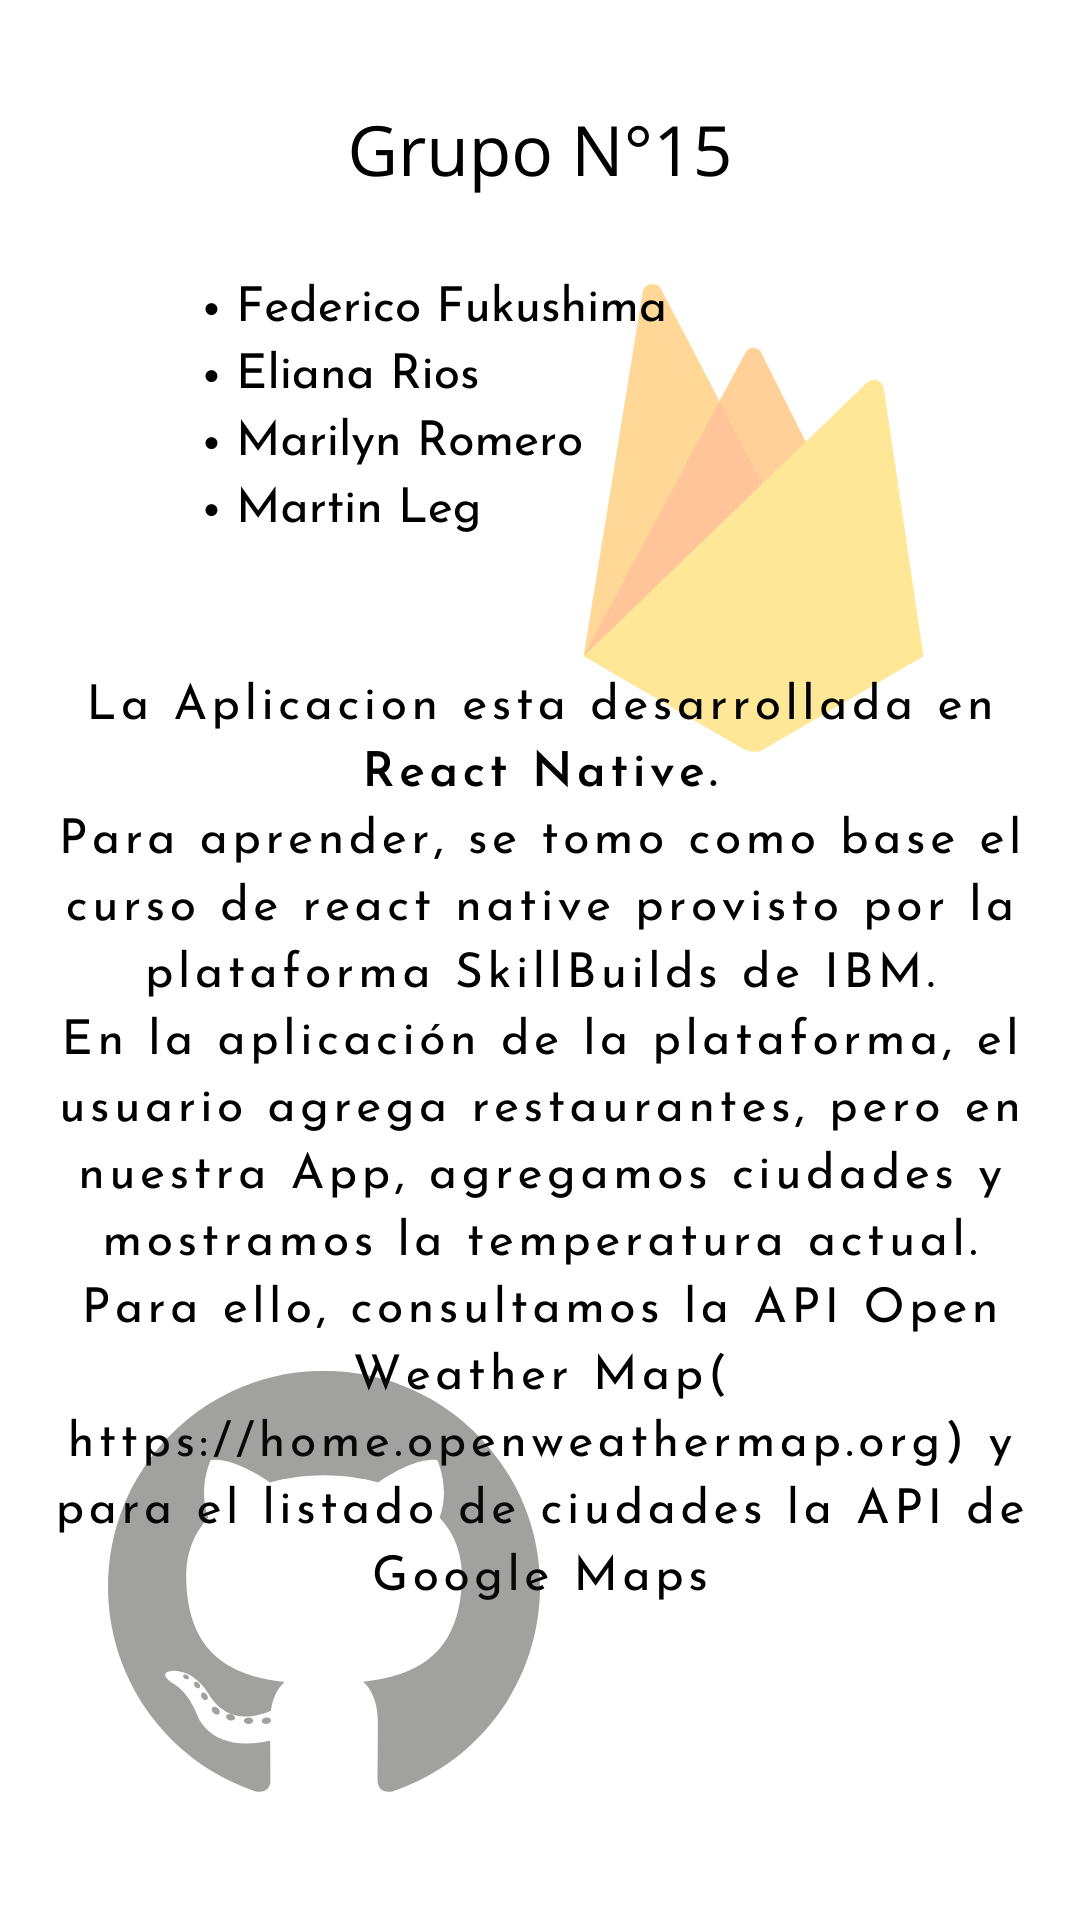 Grupo N°15
• Federico Fukushima
• Eliana Rios
• Marilyn Romero
• Martin Leg
La Aplicacion esta desarrollada en
React Native.
Para aprender, se tomo como base el
curso de react native provisto por la
plataforma SkillBuilds de IBM.
En la aplicación de la plataforma, el
usuario agrega restaurantes, pero en
nuestra App, agregamos ciudades y
mostramos la temperatura actual.
Para ello, consultamos la API Open
Weather Map(
https://home.openweathermap.org) y
para el listado de ciudades la API de
Google Maps